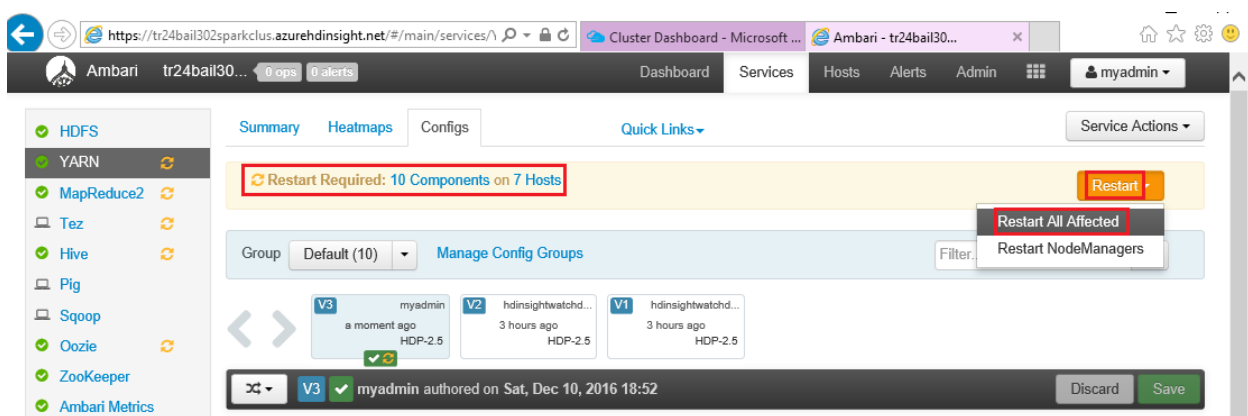 https://tr24bail302sparkclus.azurehdinsight.net/#/main/services/\ Cluster Dashboard - Microsoft ... Ambari - tr24bail30... ×
Ambari tr24bail30... 0 ops 0 alerts Dashboard Services Hosts Alerts Admin myadmin
HDFS
Summary Heatmaps Configs Quick Links Service Actions
YARN
Restart Required: 10 Components on 7 Hosts
Restart
MapReduce2
Restart All Affected
Tez
Restart NodeManagers
Hive
Group Default (10) Manage Config Groups Filter...
Pig
Sqoop
V3 myadmin
a moment ago
HDP-2.5
V2 hdinsightwatchd...
3 hours ago
HDP-2.5
V1 hdinsightwatchd...
3 hours ago
HDP-2.5
Oozie
ZooKeeper
V3 myadmin authored on Sat, Dec 10, 2016 18:52 Discard Save
Ambari Metrics